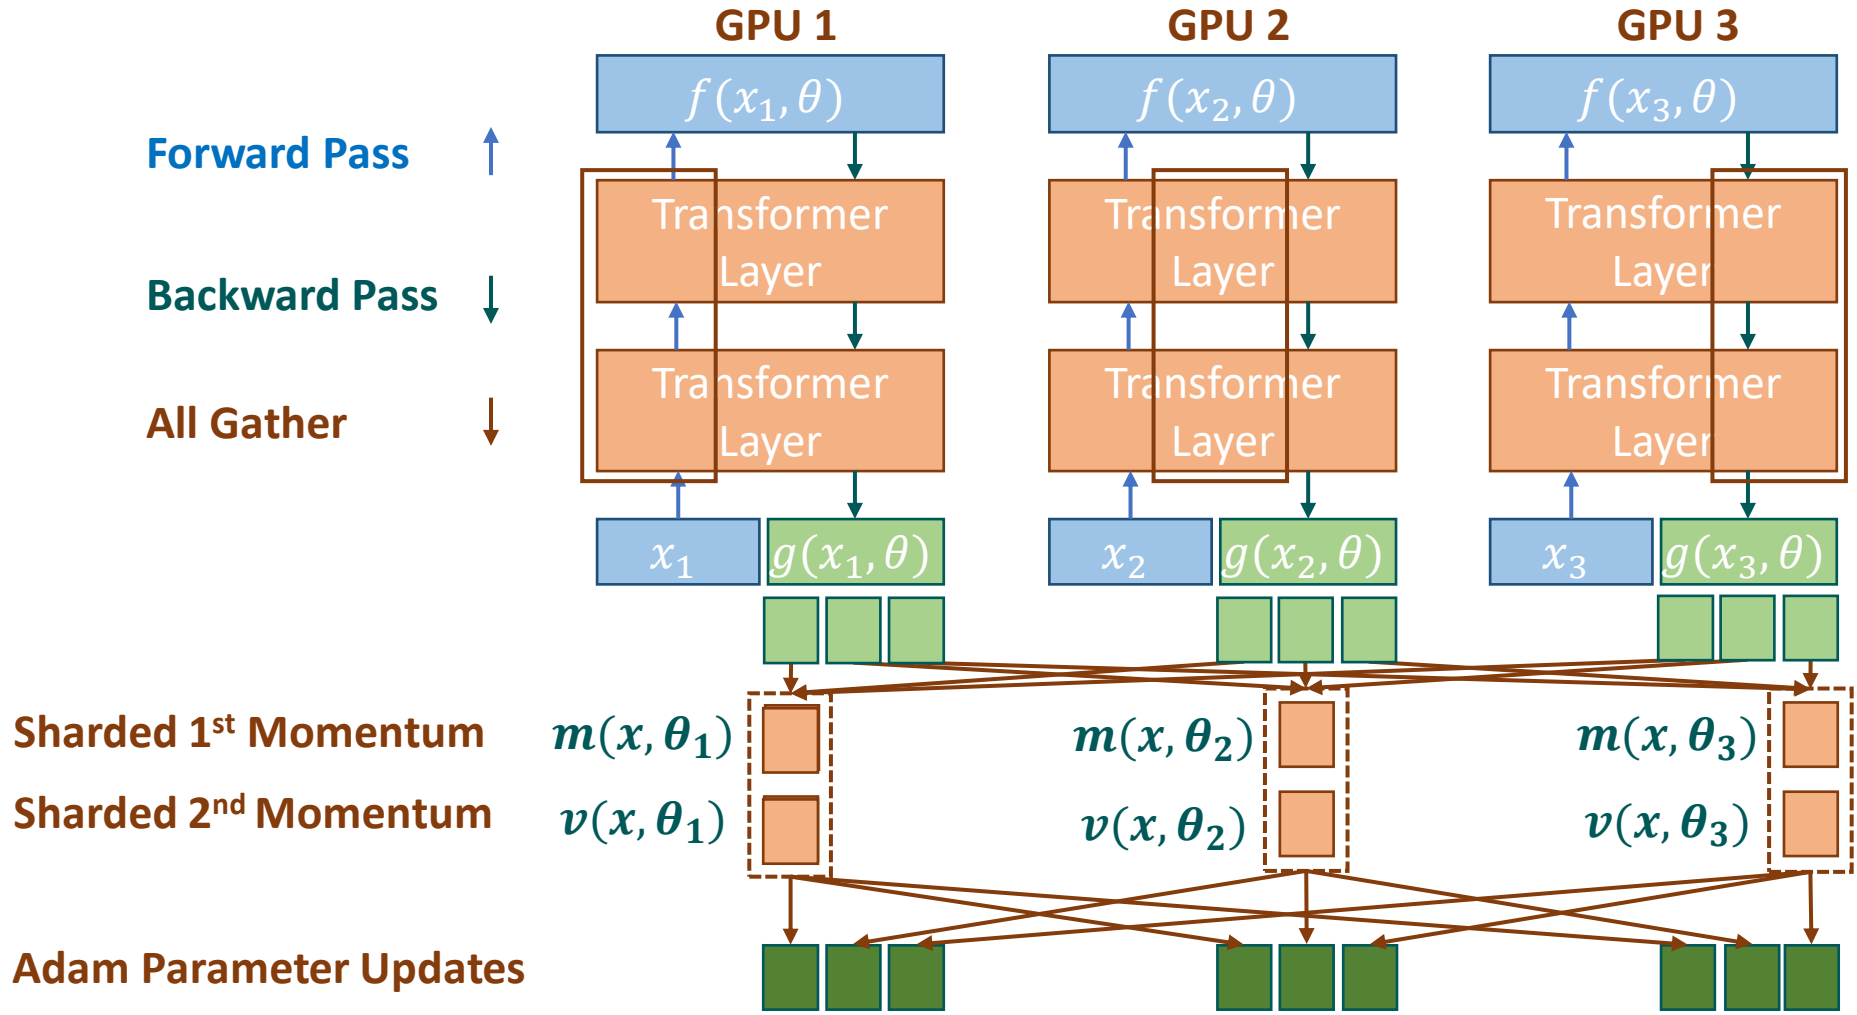 GPU 1 GPU 2 GPU 3
f(x₁, θ) f(x₂, θ) f(x₃, θ)
Forward Pass
Transformer Layer Transformer Layer Transformer Layer
Backward Pass
Transformer Layer Transformer Layer Transformer Layer
All Gather
x₁ g(x₁, θ) x₂ g(x₂, θ) x₃ g(x₃, θ)
Sharded 1st Momentum m(x, θ₁) m(x, θ₂) m(x, θ₃)
Sharded 2nd Momentum v(x, θ₁) v(x, θ₂) v(x, θ₃)
Adam Parameter Updates